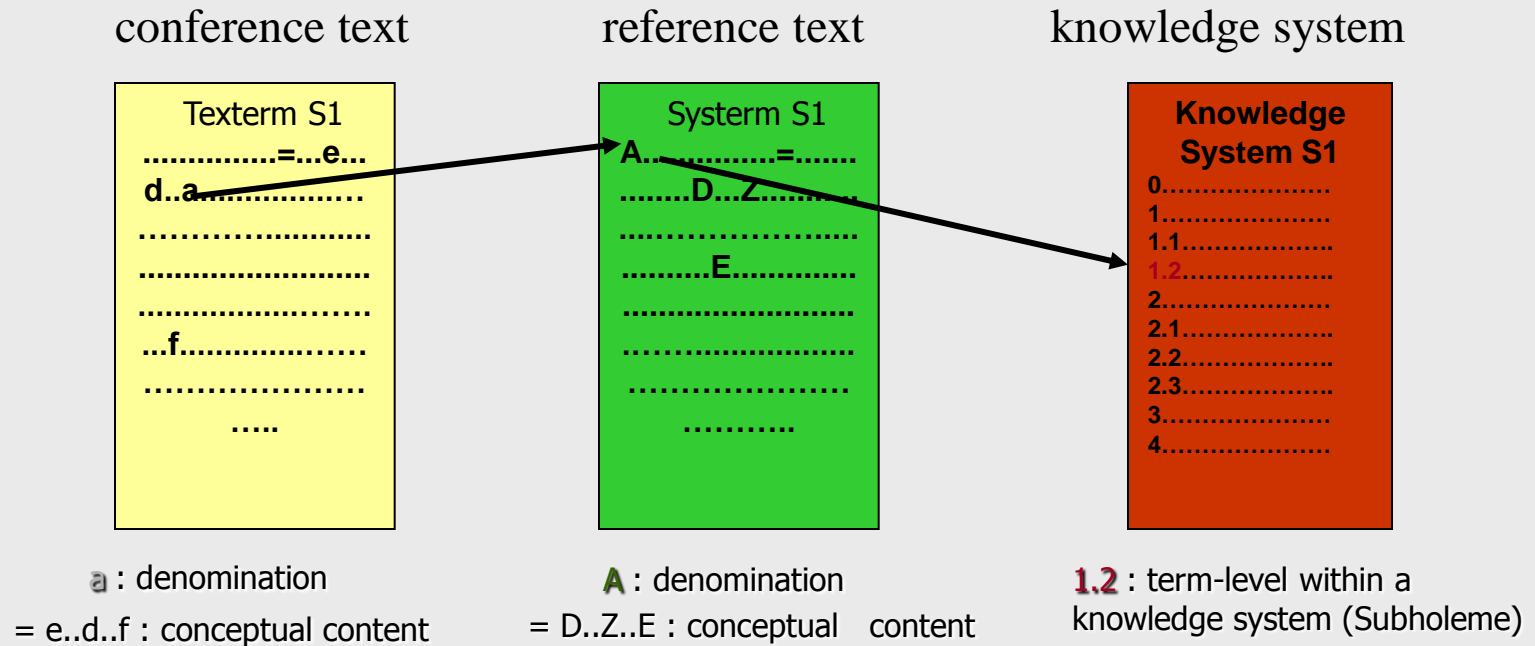 conference text
reference text
knowledge system
Texterm S1
...............=...e...
d..a..................…
…………..............
..........................
...................…….
...f..............……
…………………
…..
Systerm S1
A...............=.......
........D...Z...........
....………………......
..........E..............
..........................
..……..................
…………………
………..
Knowledge
System S1
0…………………
1…………………
1.1………………..
1.2………………..
2…………………
2.1………………..
2.2………………..
2.3………………..
3…………………
4…………………
a : denomination
= e..d..f : conceptual content
A : denomination
= D..Z..E : conceptual content
1.2 : term-level within a
knowledge system (Subholeme)